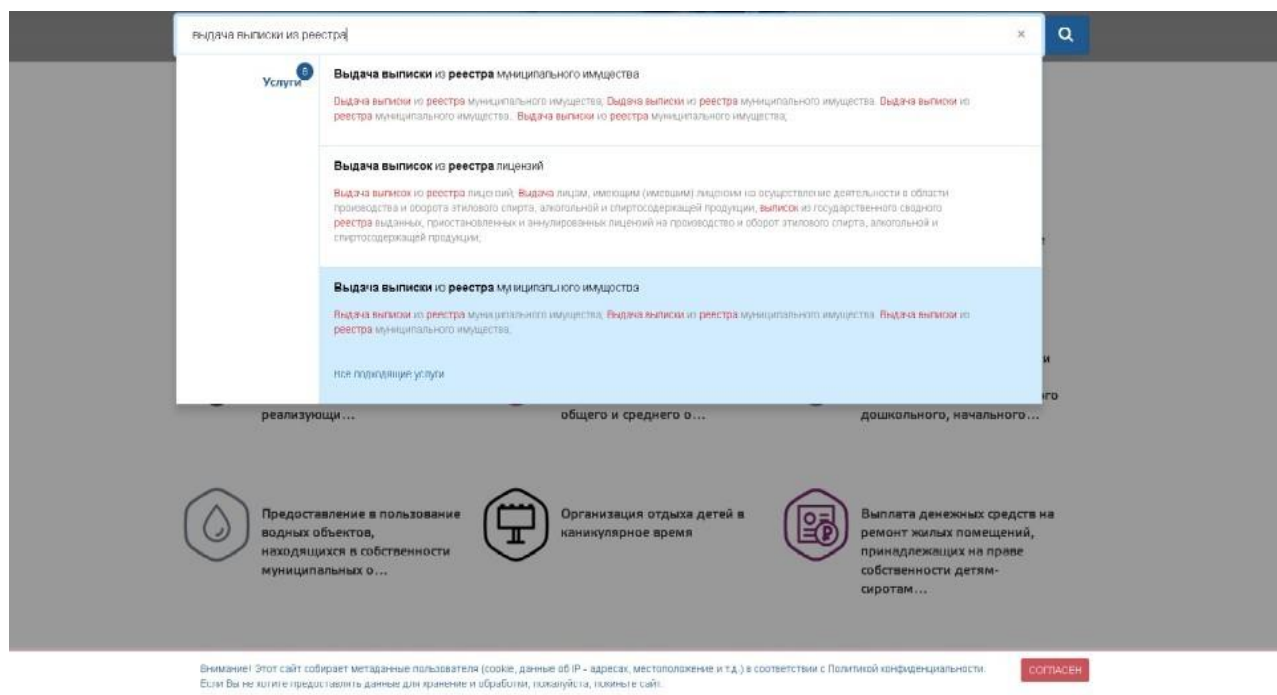 выдача выписки из реестра
×
Услуги
6
Выдача выписки из реестра муниципального имущества
Выдача выписки из реестра муниципального имущества; Выдача выписки из реестра муниципального имущества. Выдача выписки из
реестра муниципального имущества.. Выдача выписки из реестра муниципального имущества;
Выдача выписок из реестра лицензий
Выдача выписок из реестра лицензий; Выдача лицам, имеющим (имевшим) лицензии на осуществление деятельности в области
производства и оборота этилового спирта, алкогольной и спиртосодержащей продукции, выписок из государственного сводного
реестра выданных, приостановленных и аннулированных лицензий на производство и оборот этилового спирта, алкогольной и
спиртосодержащей продукции;
Выдача выписки из реестра муниципального имущества
Выдача выписки из реестра муниципального имущества; Выдача выписки из реестра муниципального имущества. Выдача выписки из
реестра муниципального имущества;
все подходящие услуги
реализующи...
общего и среднего о...
дошкольного, начального...
Предоставление в пользование
водных объектов,
находящихся в собственности
муниципальных о...
Организация отдыха детей в
каникулярное время
Выплата денежных средств на
ремонт жилых помещений,
принадлежащих на праве
собственности детям-
сиротам...
Внимание! Этот сайт собирает метаданные пользователя (cookie, данные об IP - адресах, местоположение и т.д.) в соответствии с Политикой конфиденциальности.
Если Вы не хотите предоставлять данные для хранение и обработки, пожалуйста, покиньте сайт.
СОГЛАСЕН